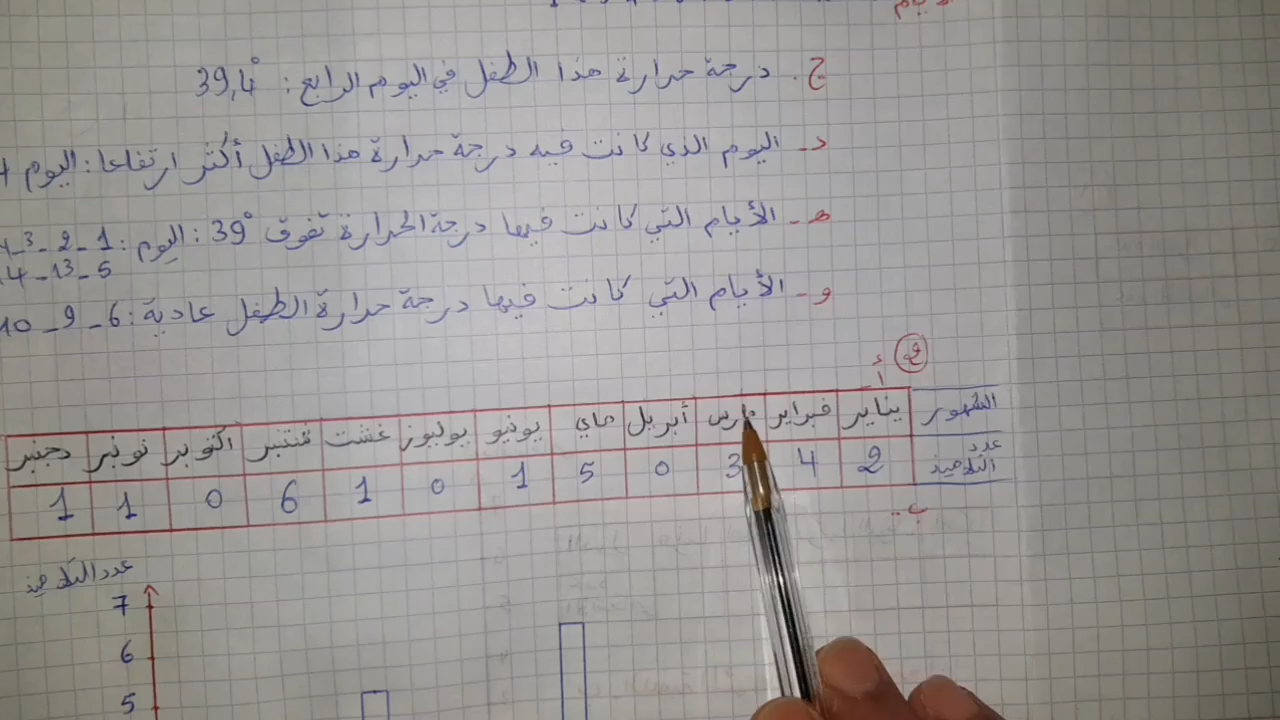 ج. درجة حرارة هذا الطفل في اليوم الرابع: 39,4°
د- اليوم الذي كانت فيه درجة حرارة هذا الطفل أكثر ارتفاعا: اليوم
هـ- الأيام التي كانت فيها درجة الحرارة تفوق 39°: اليوم: 1-2-3-4
5-13-14
و- الأيام التي كانت فيها درجة حرارة الطفل عادية: 6-9-10
أ-
الشهور يناير فبراير مارس أبريل ماي يونيو يوليوز غشت شتنبر اكتوبر نونبر دجنبر
عدد التلاميذ 2 4 3 0 5 1 0 1 6 0 1 1
ب-
عدد التلاميذ
7
6
5